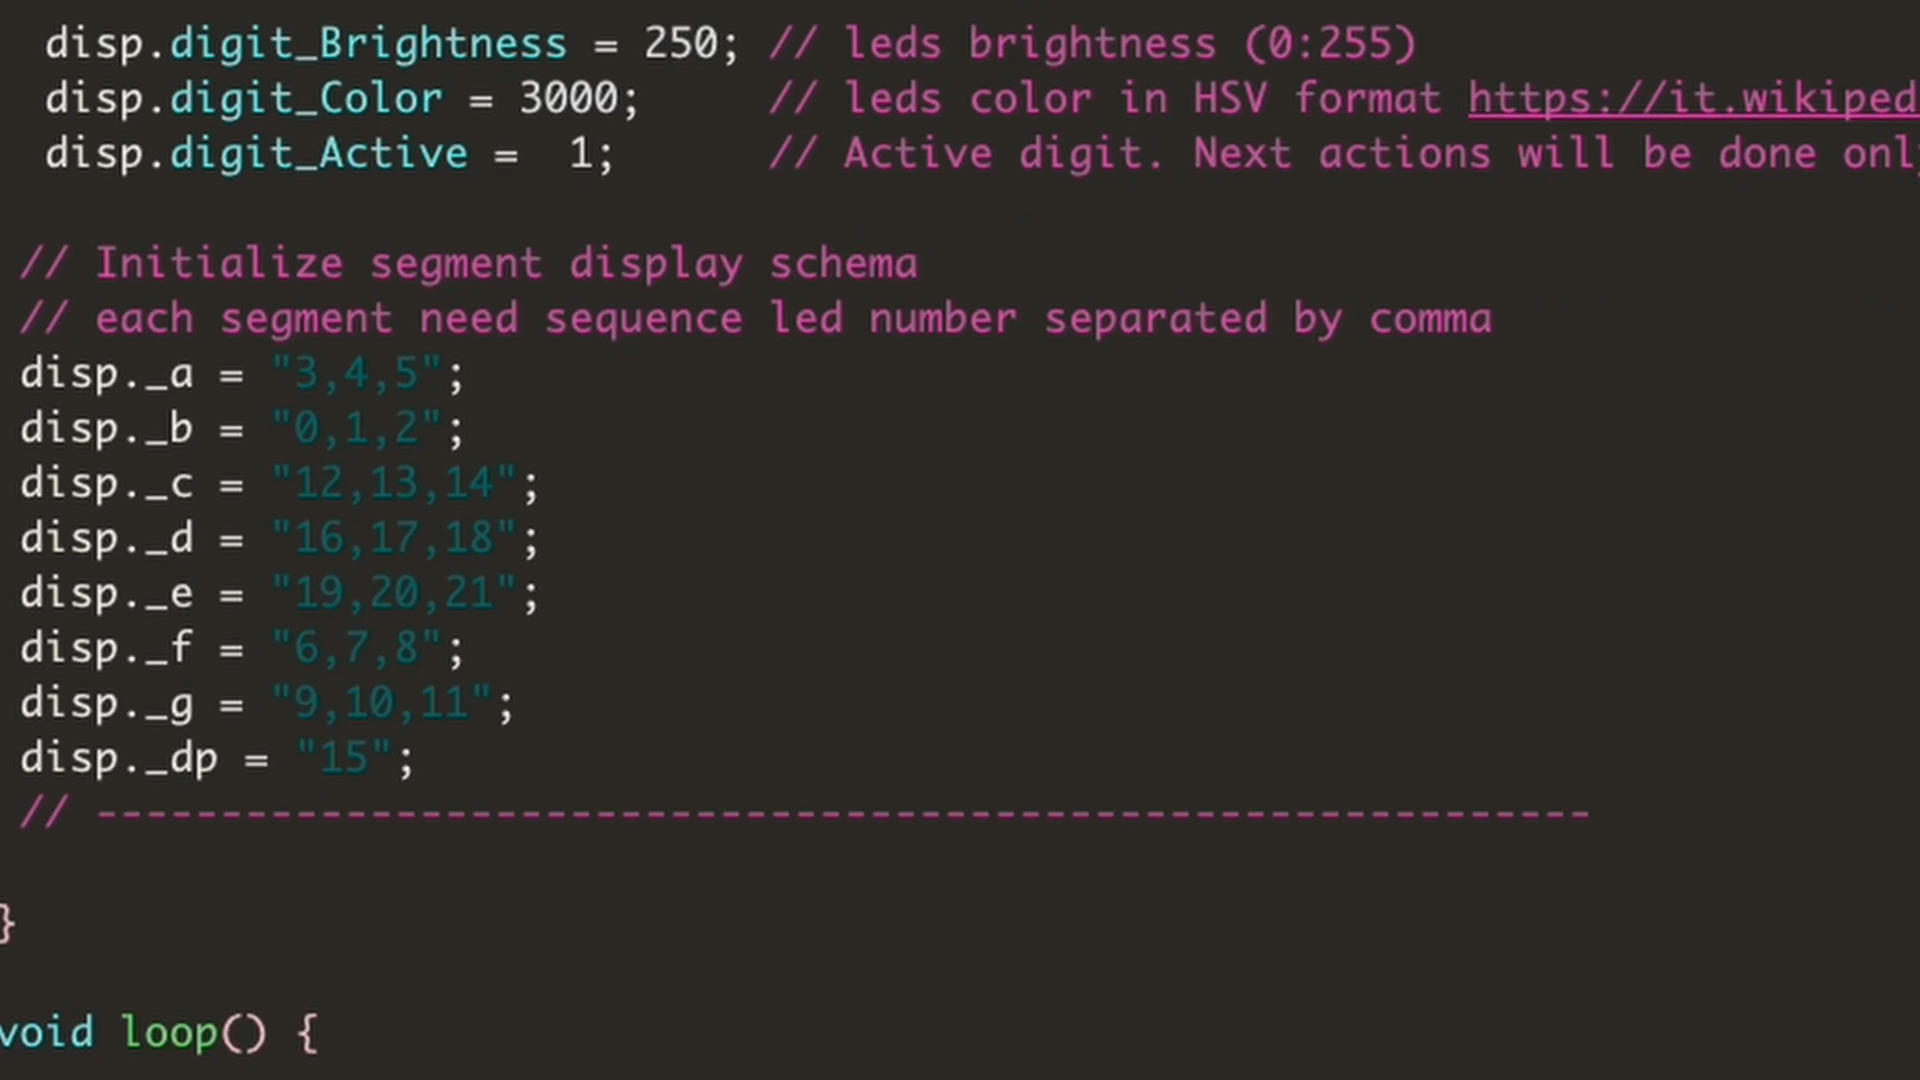 disp.digit_Brightness = 250; // leds brightness (0:255)
disp.digit_Color = 3000; // leds color in HSV format https://it.wikiped
disp.digit_Active = 1; // Active digit. Next actions will be done only
// Initialize segment display schema
// each segment need sequence led number separated by comma
disp._a = "3,4,5";
disp._b = "0,1,2";
disp._c = "12,13,14";
disp._d = "16,17,18";
disp._e = "19,20,21";
disp._f = "6,7,8";
disp._g = "9,10,11";
disp._dp = "15";
// ------------------------------------------------------------
}
void loop() {